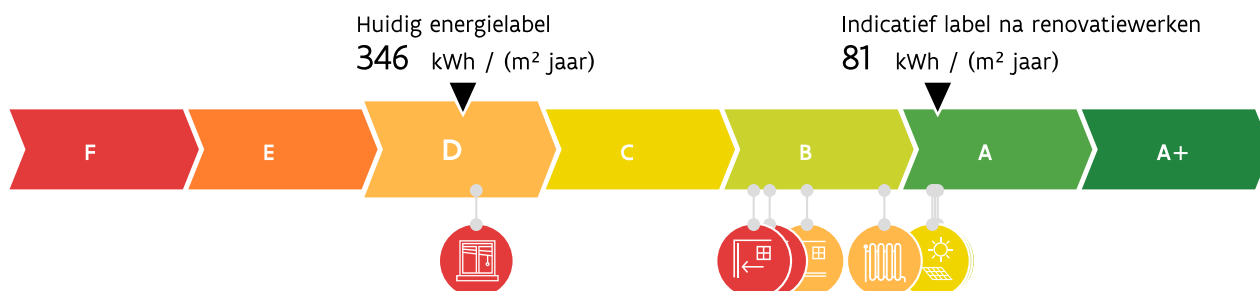 Huidig energielabel
346 kWh / (m² jaar)
Indicatief label na renovatiewerken
81 kWh / (m² jaar)
F E D C B A A+